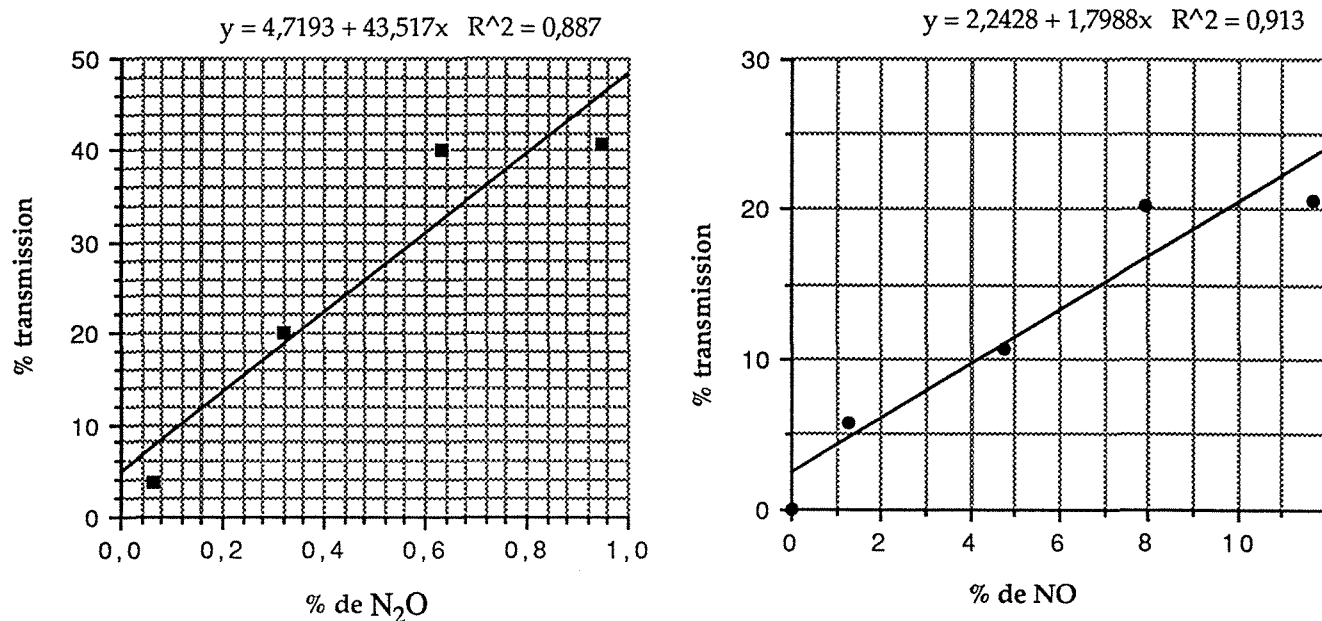 y = 4,7193 + 43,517x R^2 = 0,887
% transmission
50
40
30
20
10
0
0,0 0,2 0,4 0,6 0,8 1,0
% de N₂O
y = 2,2428 + 1,7988x R^2 = 0,913
% transmission
30
20
10
0
0 2 4 6 8 10
% de NO